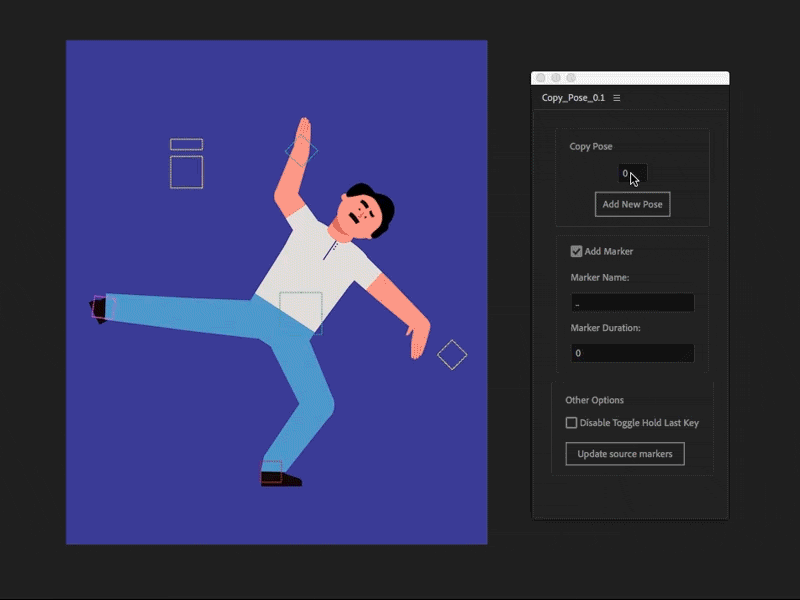 Copy_Pose_0.1
Copy Pose
0
Add New Pose
Add Marker
Marker Name:
_
Marker Duration:
0
Other Options
Disable Toggle Hold Last Key
Update source markers